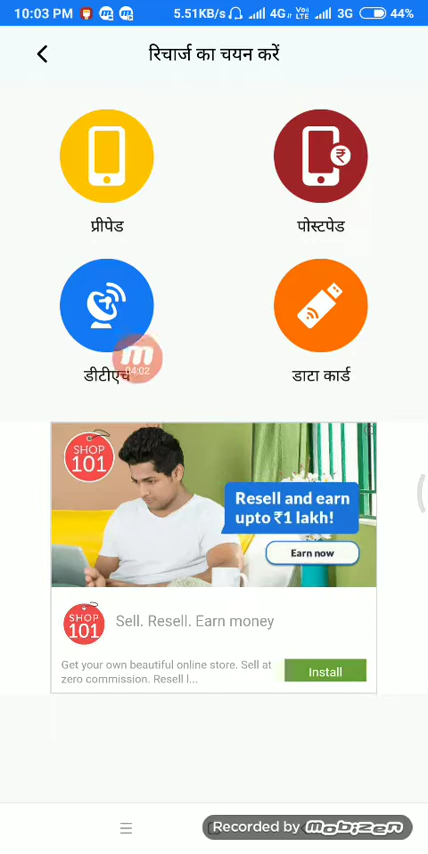 10:03 PM 5.51KB/s 4G Vo) LTE 3G 44%
रिचार्ज का चयन करें
प्रीपेड
पोस्टपेड
m
04:02
डीटीएच
डाटा कार्ड
SHOP
101
Resell and earn
upto ₹1 lakh!
Earn now
SHOP
101
Sell. Resell. Earn money
Get your own beautiful online store. Sell at
zero commission. Resell l...
Install
Recorded by mobizen